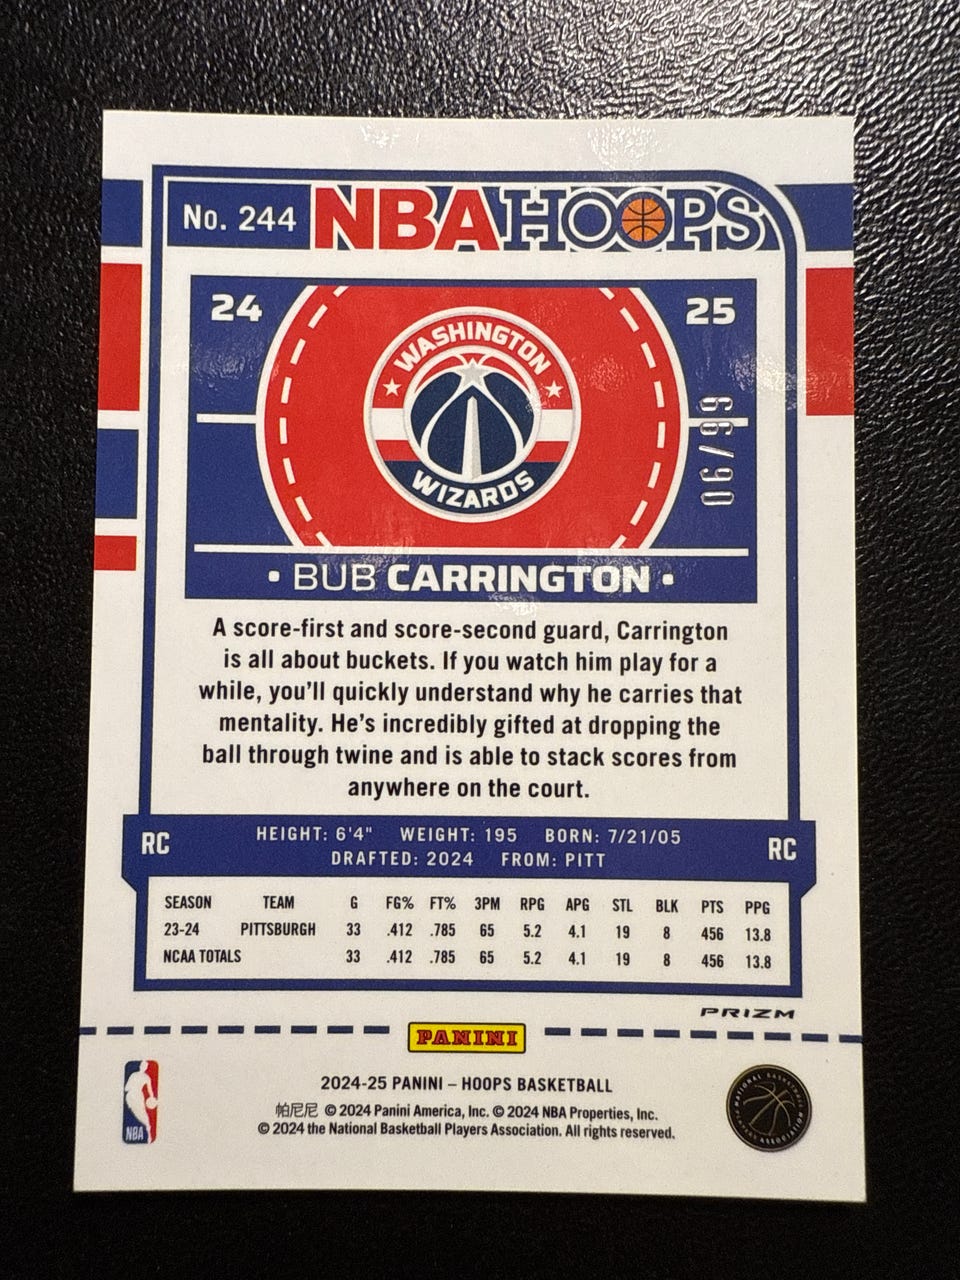 No. 244 NBA HOOPS
24 25
WASHINGTON
WIZARDS
06/99
• BUB CARRINGTON •
A score-first and score-second guard, Carrington
is all about buckets. If you watch him play for a
while, you'll quickly understand why he carries that
mentality. He's incredibly gifted at dropping the
ball through twine and is able to stack scores from
anywhere on the court.
RC HEIGHT: 6'4" WEIGHT: 195 BORN: 7/21/05 RC
DRAFTED: 2024 FROM: PITT
SEASON TEAM G FG% FT% 3PM RPG APG STL BLK PTS PPG
23-24 PITTSBURGH 33 .412 .785 65 5.2 4.1 19 8 456 13.8
NCAA TOTALS 33 .412 .785 65 5.2 4.1 19 8 456 13.8
PRIZM
PANINI
2024-25 PANINI – HOOPS BASKETBALL
帕尼尼 © 2024 Panini America, Inc. © 2024 NBA Properties, Inc.
© 2024 the National Basketball Players Association. All rights reserved.
NBA
NATIONAL BASKETBALL
PLAYERS ASSOCIATION